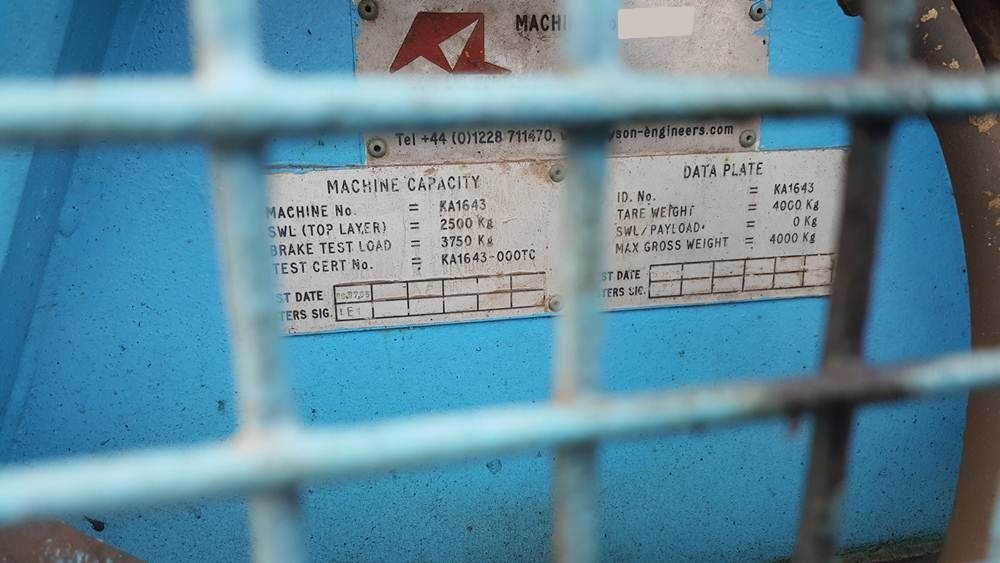 MACHI
Tel +44 (0)1228 711470, son-engineers.com
MACHINE CAPACITY
MACHINE No. = KA1643
SWL (TOP LAYER) = 2500 Kg
BRAKE TEST LOAD = 3750 Kg
TEST CERT No. = KA1643-000TC
ST DATE
TERS SIG.
DATA PLATE
ID. No. = KA1643
TARE WEIGHT = 4000 Kg
SWL/PAYLOAD. = 0 Kg
MAX GROSS WEIGHT = 4000 Kg
ST DATE
TERS SIG.